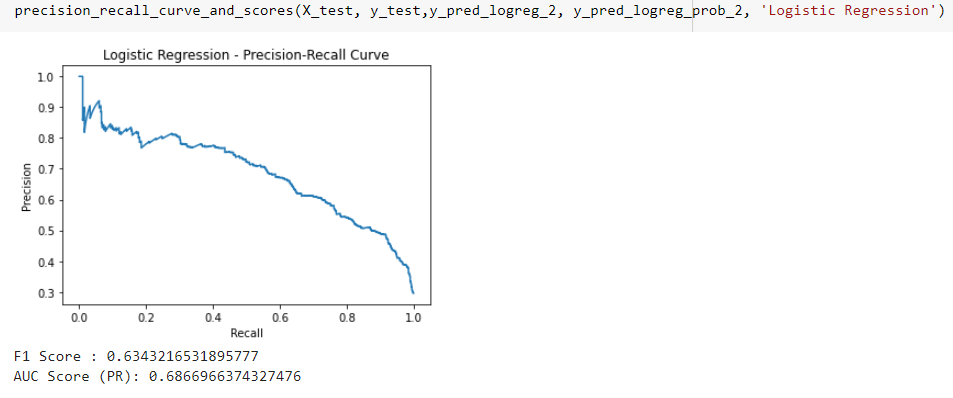 precision_recall_curve_and_scores(X_test, y_test,y_pred_logreg_2, y_pred_logreg_prob_2, 'Logistic Regression')
Logistic Regression - Precision-Recall Curve
1.0
0.9
0.8
0.7
0.6
0.5
0.4
0.3
Precision
0.0 0.2 0.4 0.6 0.8 1.0
Recall
F1 Score : 0.6343216531895777
AUC Score (PR): 0.6866966374327476